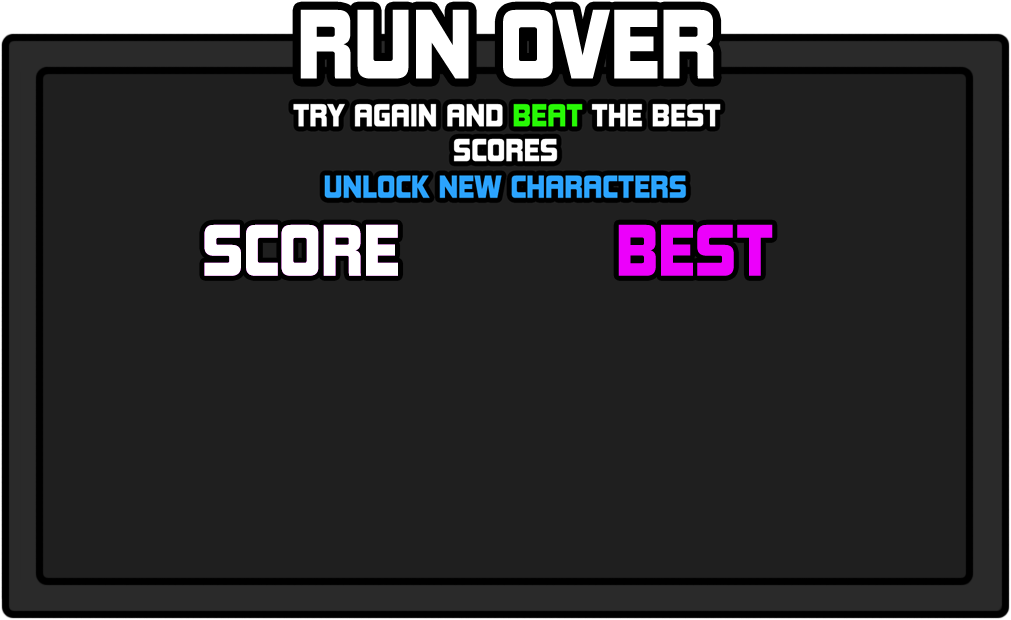 RUN OVER
TRY AGAIN AND BEAT THE BEST
SCORES
UNLOCK NEW CHARACTERS
SCORE BEST